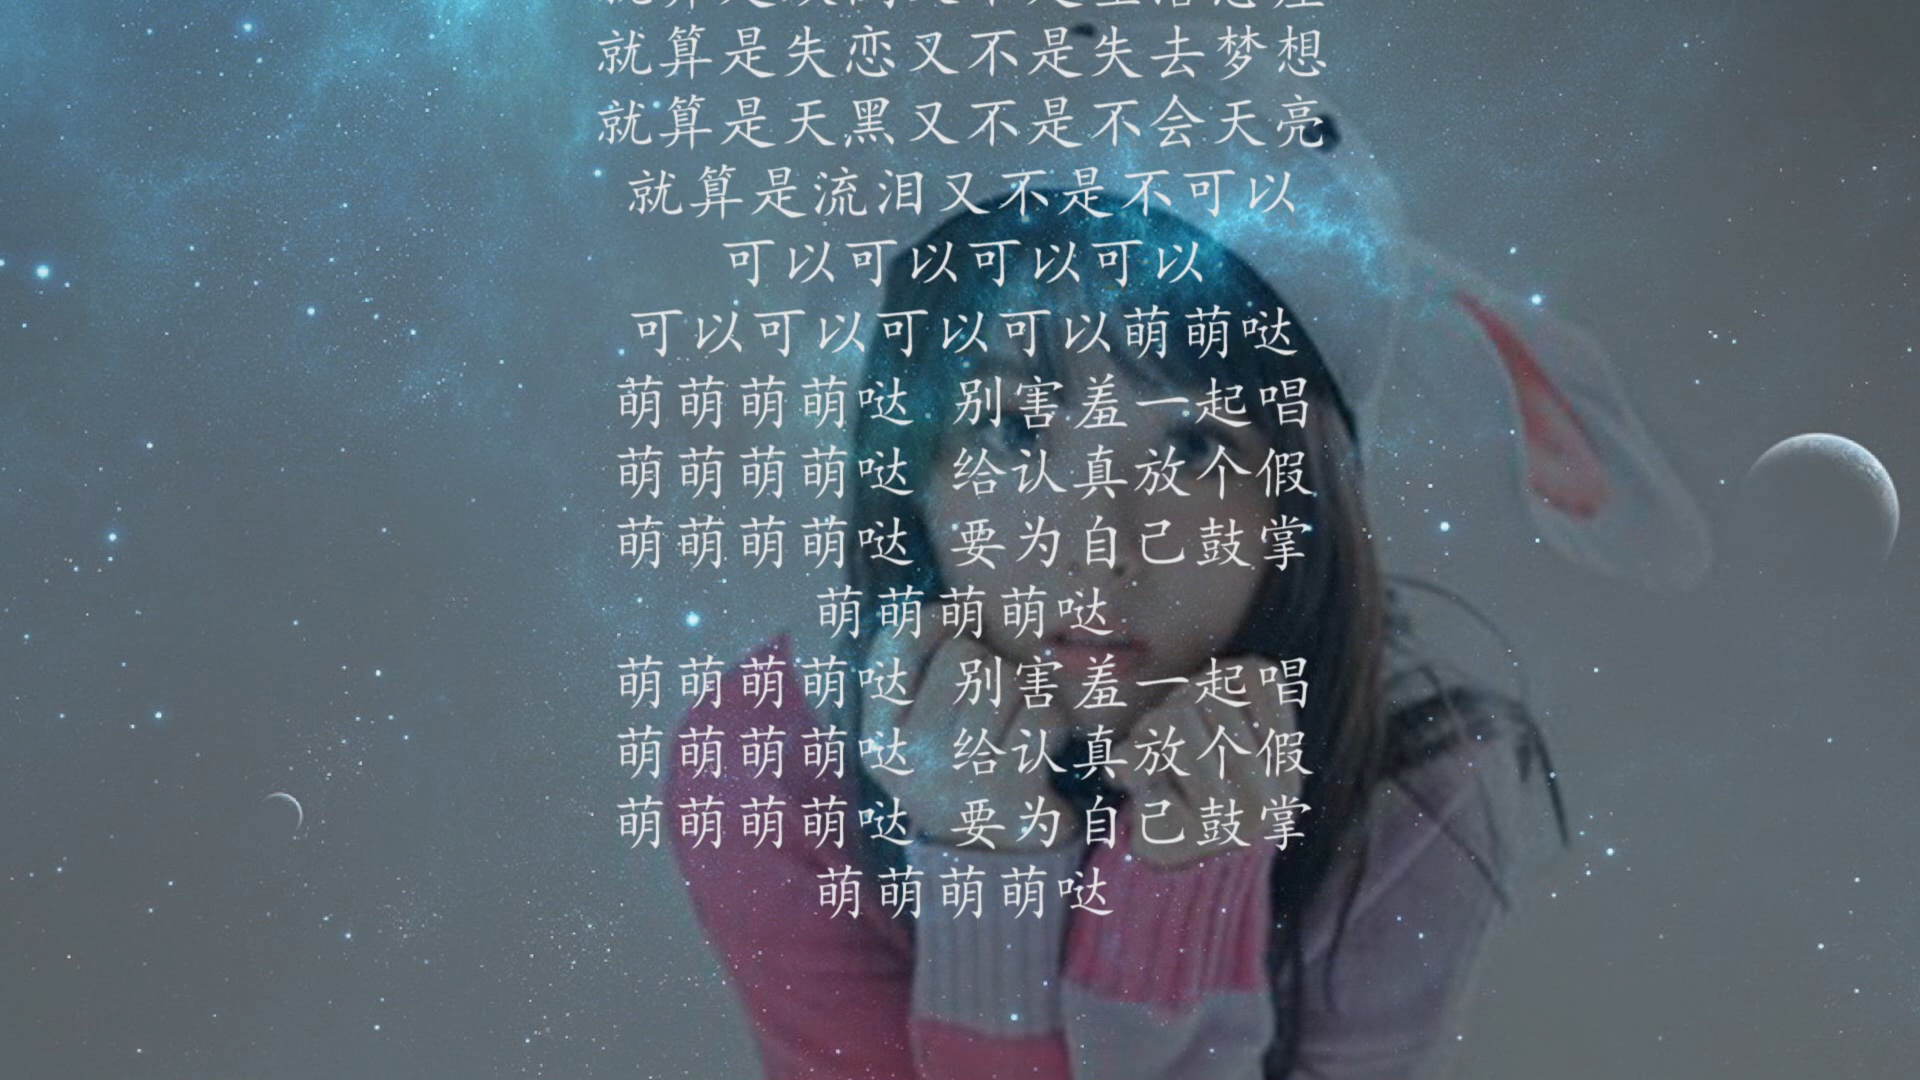 就算是失恋又不是失去梦想
就算是天黑又不是不会天亮
就算是流泪又不是不可以
可以可以可以可以
可以可以可以可以萌萌哒
萌萌萌萌哒 别害羞一起唱
萌萌萌萌哒 给认真放个假
萌萌萌萌哒 要为自己鼓掌
萌萌萌萌哒
萌萌萌萌哒 别害羞一起唱
萌萌萌萌哒 给认真放个假
萌萌萌萌哒 要为自己鼓掌
萌萌萌萌哒